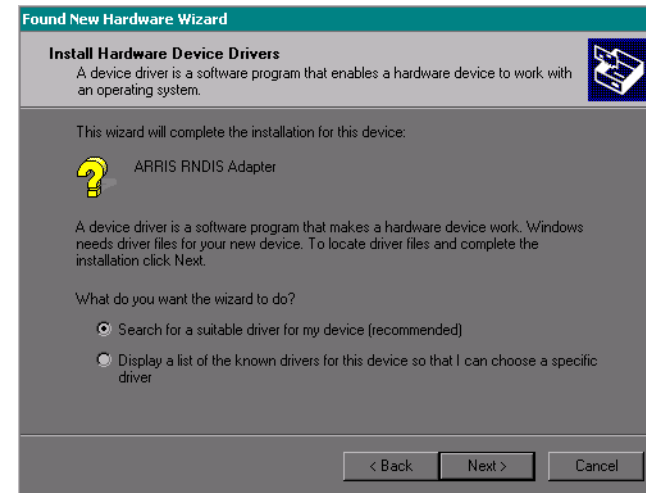 Found New Hardware Wizard
Install Hardware Device Drivers
A device driver is a software program that enables a hardware device to work with
an operating system.
This wizard will complete the installation for this device:
ARRIS RNDIS Adapter
A device driver is a software program that makes a hardware device work. Windows
needs driver files for your new device. To locate driver files and complete the
installation click Next.
What do you want the wizard to do?
Search for a suitable driver for my device (recommended)
Display a list of the known drivers for this device so that I can choose a specific
driver
< Back Next > Cancel